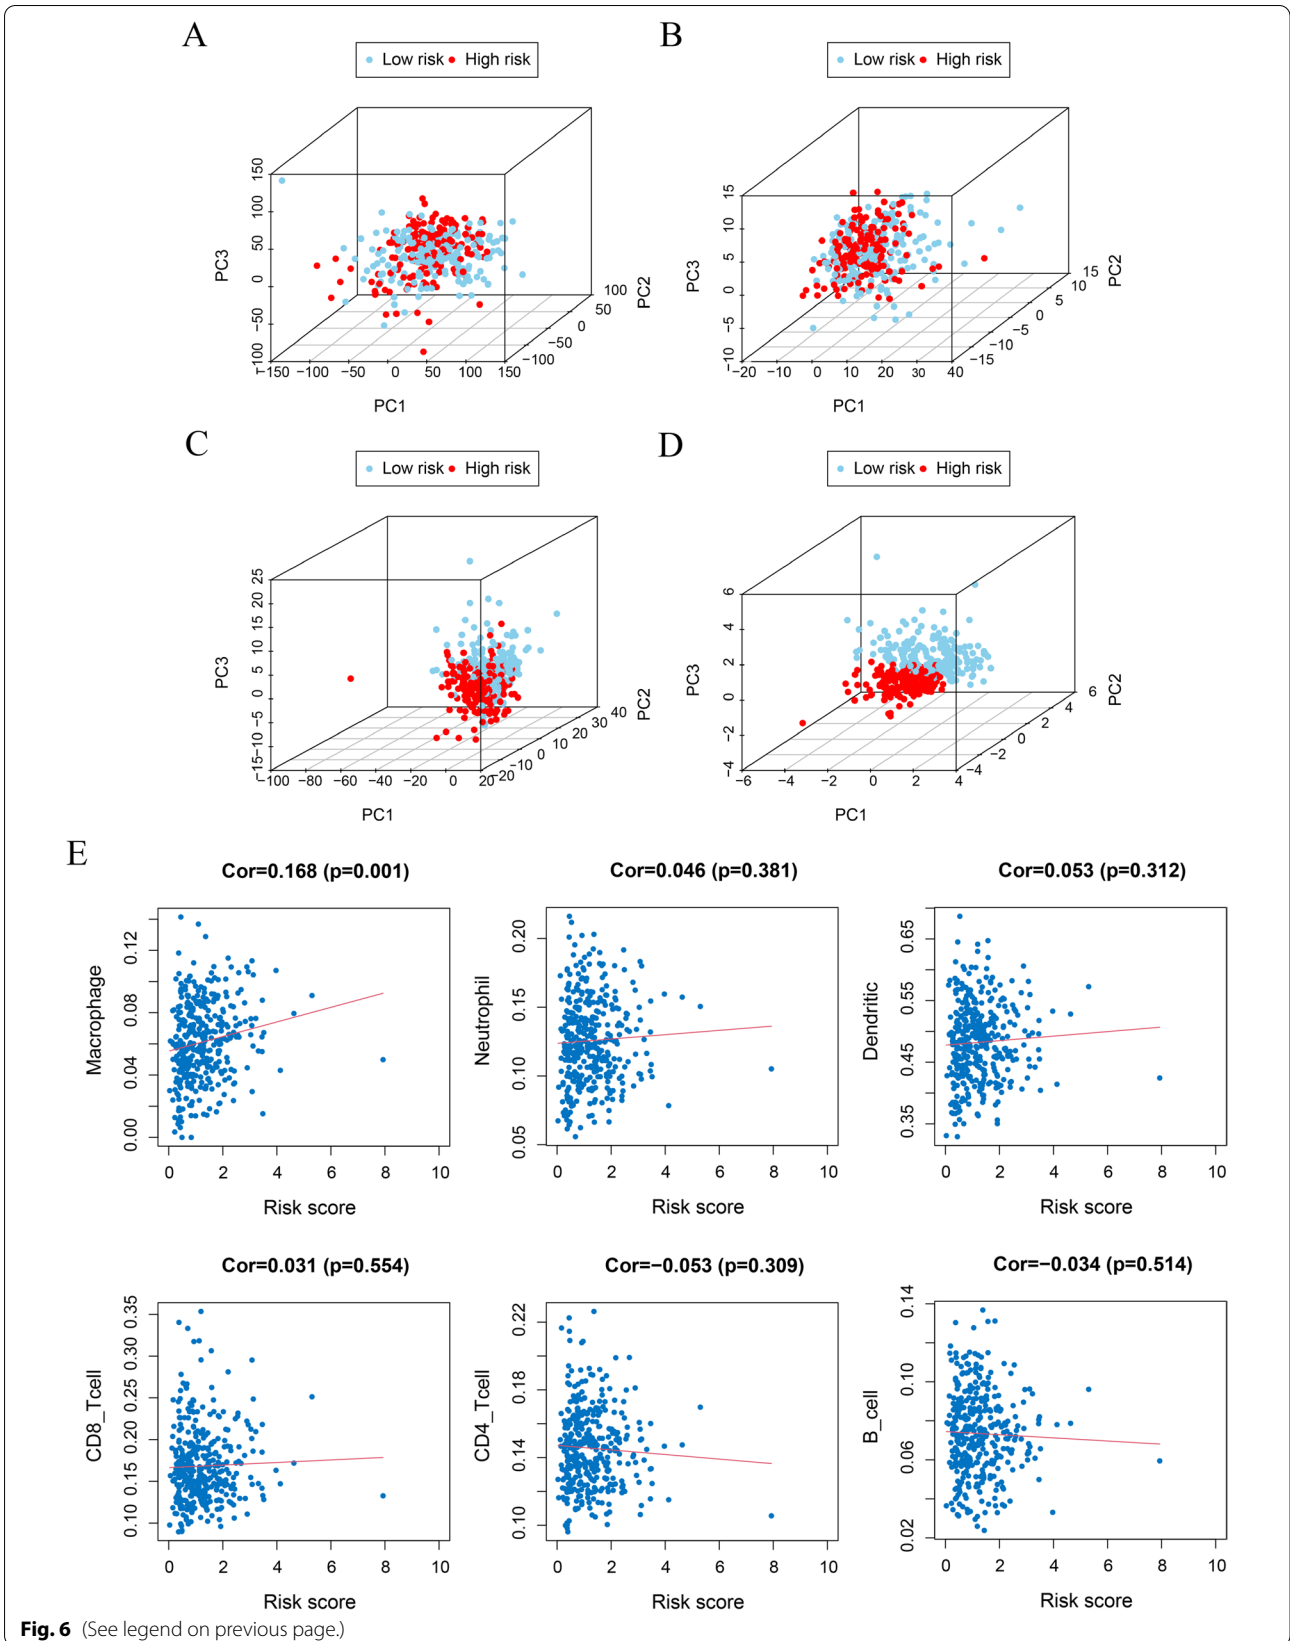 A
Low risk High risk
PC3
150
100
50
0
−50
−100
−150 −100 −50 0 50 100 150
PC1
−100
−50
0
50
100
PC2
B
Low risk High risk
PC3
15
10
5
0
−5
−10
−20 −10 0 10 20 30 40
PC1
−15
−10
−5
0
5
10
15
PC2
C
Low risk High risk
PC3
25
20
15
10
5
0
−5
−10
−15
−100 −80 −60 −40 −20 0 20
PC1
−20
−10
0
10
20
30
40
PC2
D
Low risk High risk
PC3
6
4
2
0
−2
−4
−6 −4 −2 0 2 4
PC1
−4
−2
0
2
4
6
PC2
E
Cor=0.168 (p=0.001)
Macrophage
0.12
0.08
0.04
0.00
0 2 4 6 8 10
Risk score
Cor=0.046 (p=0.381)
Neutrophil
0.20
0.15
0.10
0.05
0 2 4 6 8 10
Risk score
Cor=0.053 (p=0.312)
Dendritic
0.65
0.55
0.45
0.35
0 2 4 6 8 10
Risk score
Cor=0.031 (p=0.554)
CD8_Tcell
0.35
0.30
0.25
0.20
0.15
0.10
0 2 4 6 8 10
Risk score
Cor=−0.053 (p=0.309)
CD4_Tcell
0.22
0.18
0.14
0.10
0 2 4 6 8 10
Risk score
Cor=−0.034 (p=0.514)
B_cell
0.14
0.10
0.06
0.02
0 2 4 6 8 10
Risk score
Fig. 6 (See legend on previous page.)